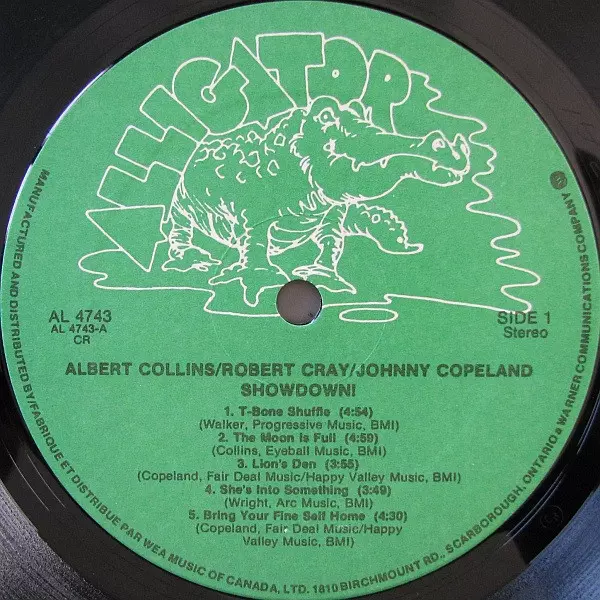 ALLIGATOR
AL 4743
AL 4743-A
CR
SIDE 1
Stereo
ALBERT COLLINS/ROBERT CRAY/JOHNNY COPELAND
SHOWDOWN!
1. T-Bone Shuffle (4:54)
(Walker, Progressive Music, BMI)
2. The Moon Is Full (4:59)
(Collins, Eyeball Music, BMI)
3. Lion's Den (3:55)
(Copeland, Fair Deal Music/Happy Valley Music, BMI)
4. She's Into Something (3:49)
(Wright, Arc Music, BMI)
5. Bring Your Fine Self Home (4:30)
(Copeland, Fair Deal Music/Happy
Valley Music, BMI)
MANUFACTURED AND DISTRIBUTED BY/FABRIQUE ET DISTRIBUE PAR WEA MUSIC OF CANADA, LTD. 1810 BIRCHMOUNT RD., SCARBOROUGH, ONTARIO A WARNER COMMUNICATIONS COMPANY